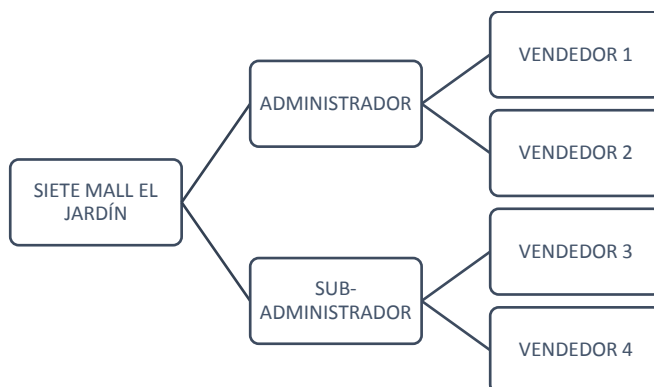 VENDEDOR 1
ADMINISTRADOR
VENDEDOR 2
SIETE MALL EL
JARDÍN
VENDEDOR 3
SUB-
ADMINISTRADOR
VENDEDOR 4